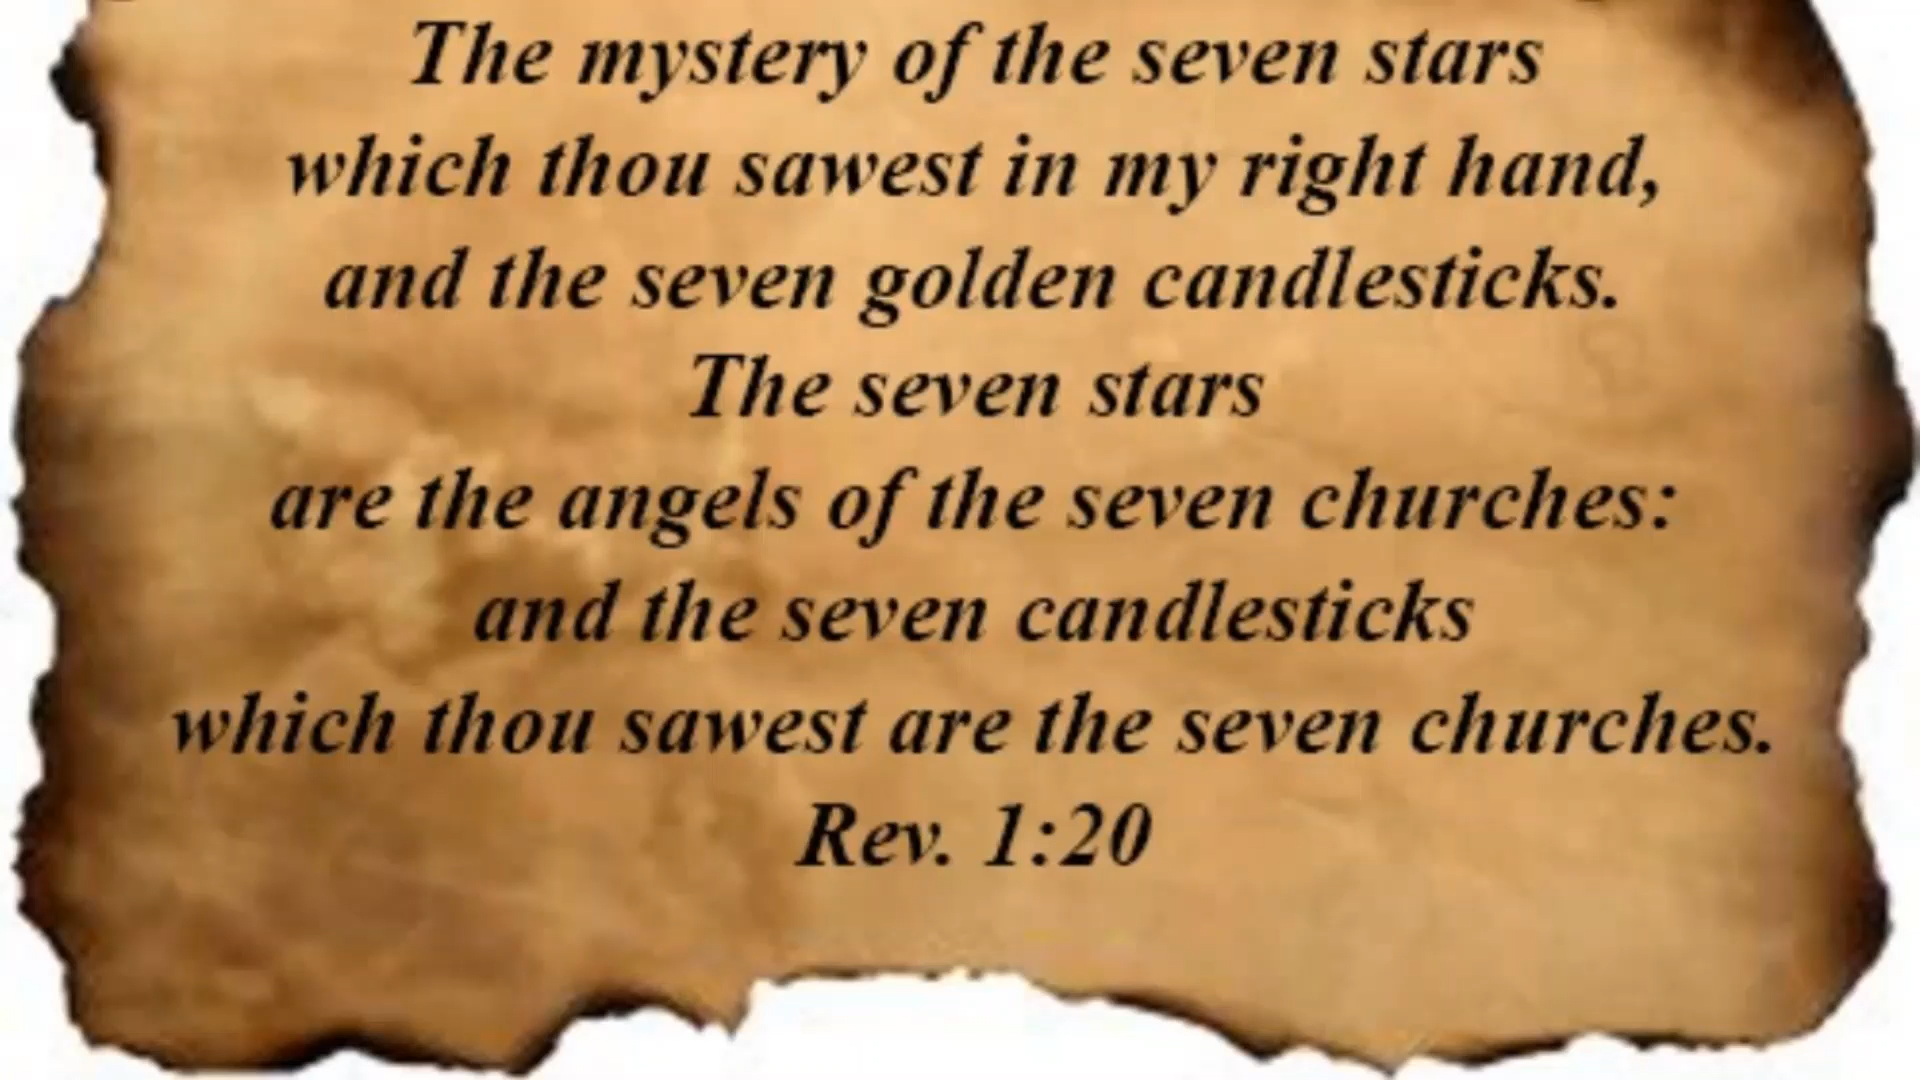 The mystery of the seven stars
which thou sawest in my right hand,
and the seven golden candlesticks.
The seven stars
are the angels of the seven churches:
and the seven candlesticks
which thou sawest are the seven churches.
Rev. 1:20